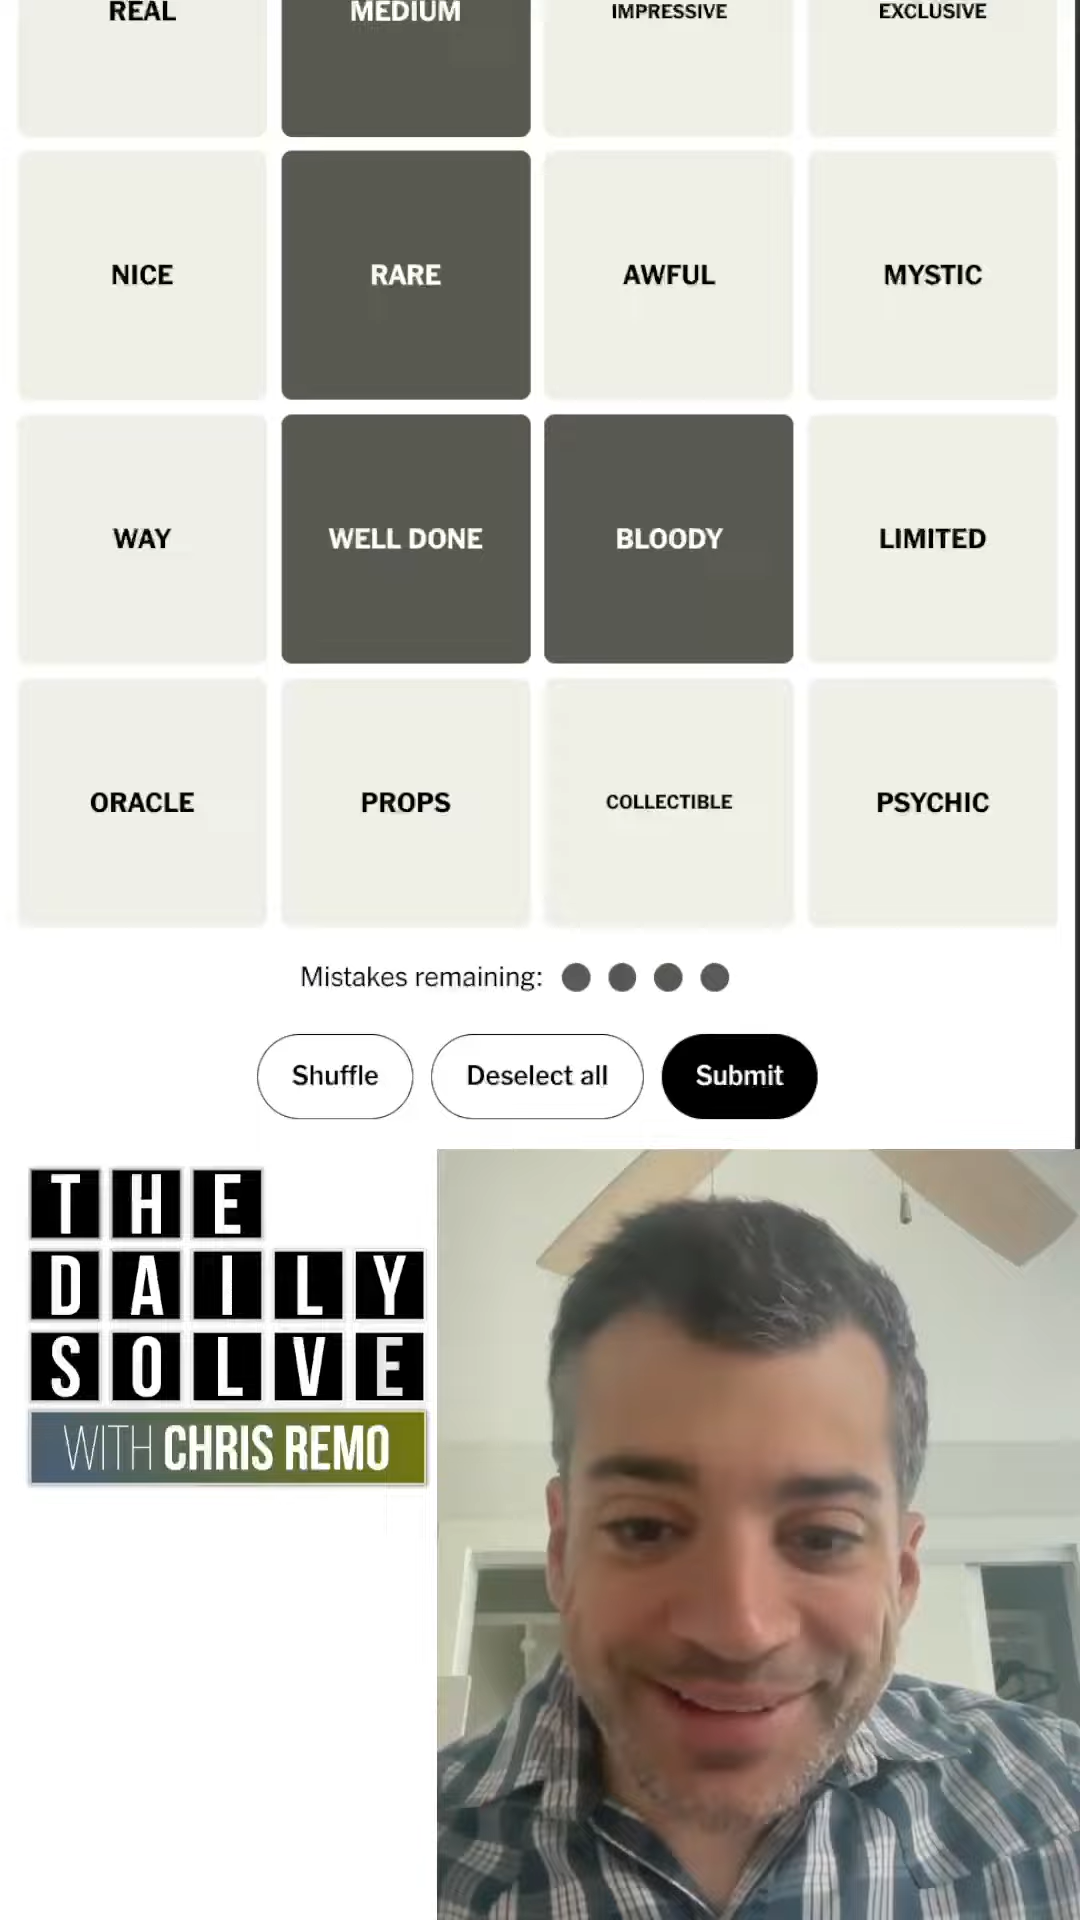 REAL MEDIUM IMPRESSIVE EXCLUSIVE
NICE RARE AWFUL MYSTIC
WAY WELL DONE BLOODY LIMITED
ORACLE PROPS COLLECTIBLE PSYCHIC
Mistakes remaining:
Shuffle Deselect all Submit
THE
DAILY
SOLVE
WITH CHRIS REMO